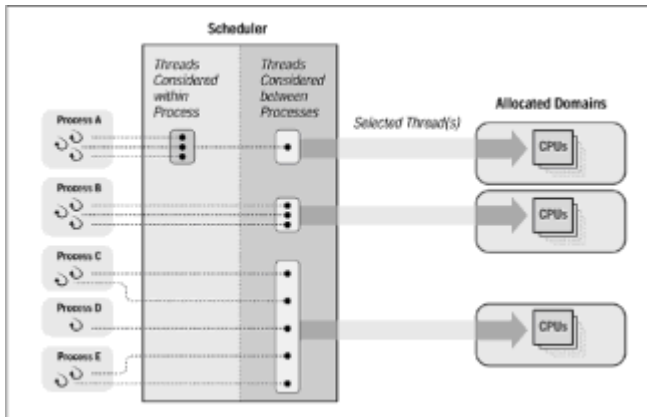 Scheduler
Threads
Considered
within
Process
Threads
Considered
between
Processes
Selected Thread(s)
Allocated Domains
Process A
CPUs
Process B
CPUs
Process C
Process D
CPUs
Process E